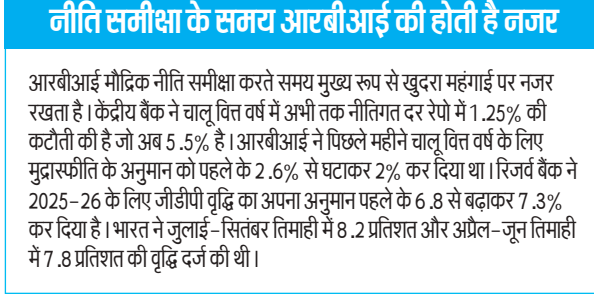 नीति समीक्षा के समय आरबीआई की होती है नजर
आरबीआई मौद्रिक नीति समीक्षा करते समय मुख्य रूप से खुदरा महंगाई पर नजर
रखता है। केंद्रीय बैंक ने चालू वित्त वर्ष में अभी तक नीतिगत दर रेपो में 1.25% की
कटौती की है जो अब 5.5% है। आरबीआई ने पिछले महीने चालू वित्त वर्ष के लिए
मुद्रास्फीति के अनुमान को पहले के 2.6% से घटाकर 2% कर दिया था। रिजर्व बैंक ने
2025-26 के लिए जीडीपी वृद्धि का अपना अनुमान पहले के 6.8 से बढ़ाकर 7.3%
कर दिया है। भारत ने जुलाई-सितंबर तिमाही में 8.2 प्रतिशत और अप्रैल-जून तिमाही
में 7.8 प्रतिशत की वृद्धि दर्ज की थी।